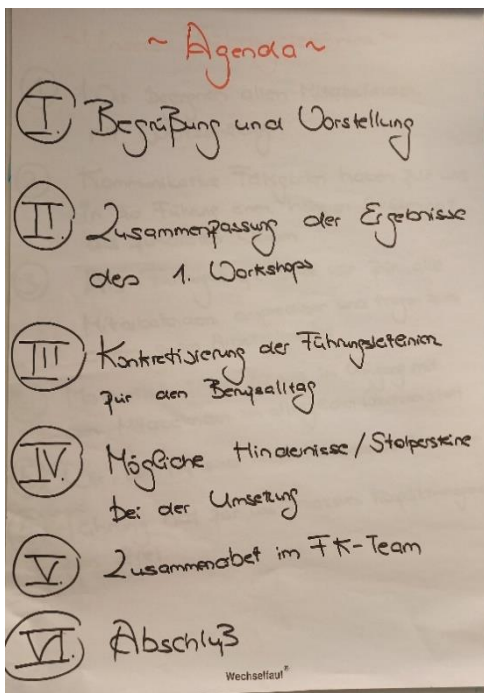 ~ Agenda ~
I. Begrüßung und Vorstellung
II. Zusammenfassung der Ergebnisse
des 1. Workshops
III. Konkretisierung der Führungskriterien
für den Berufsalltag
IV. Mögliche Hindernisse/Stolpersteine
bei der Umsetzung
V. Zusammenarbeit im FK-Team
VI. Abschluß
Wechselfaul®